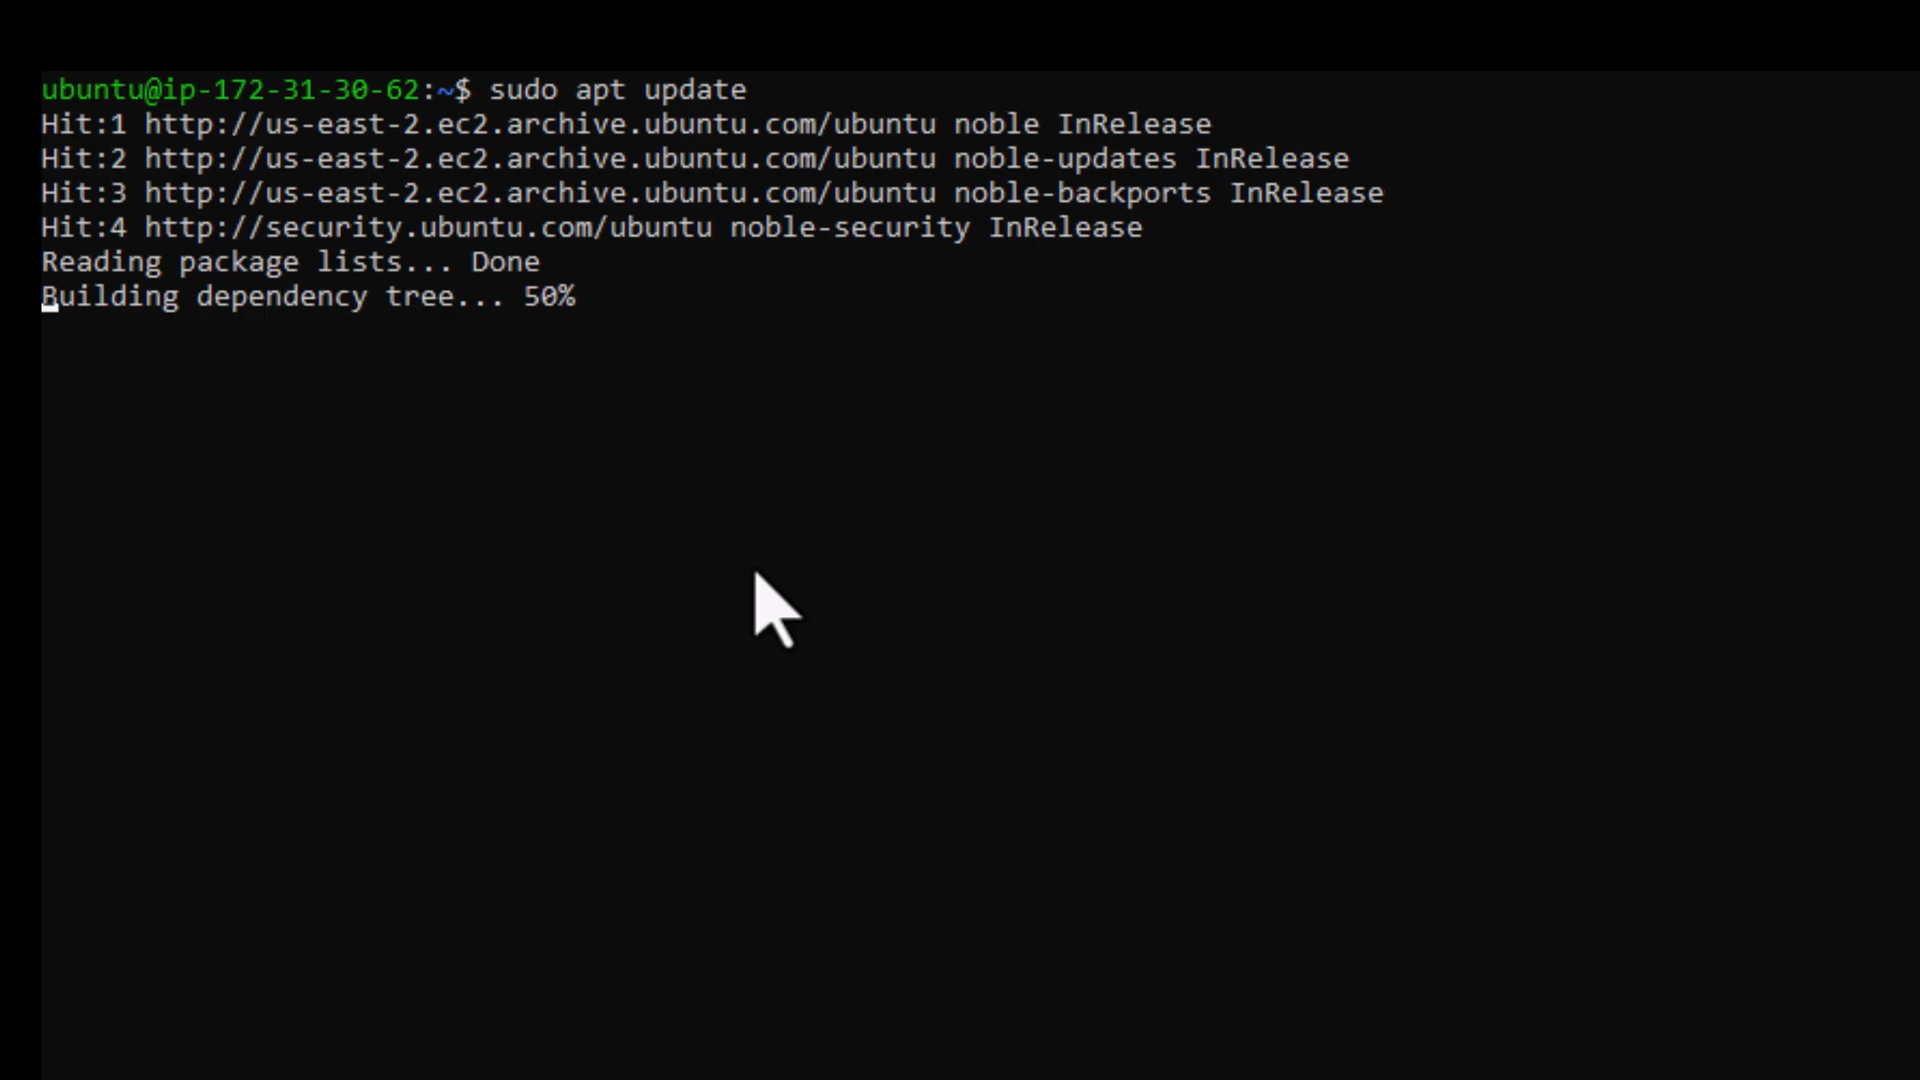 ubuntu@ip-172-31-30-62:~$ sudo apt update
Hit:1 http://us-east-2.ec2.archive.ubuntu.com/ubuntu noble InRelease
Hit:2 http://us-east-2.ec2.archive.ubuntu.com/ubuntu noble-updates InRelease
Hit:3 http://us-east-2.ec2.archive.ubuntu.com/ubuntu noble-backports InRelease
Hit:4 http://security.ubuntu.com/ubuntu noble-security InRelease
Reading package lists... Done
Building dependency tree... 50%